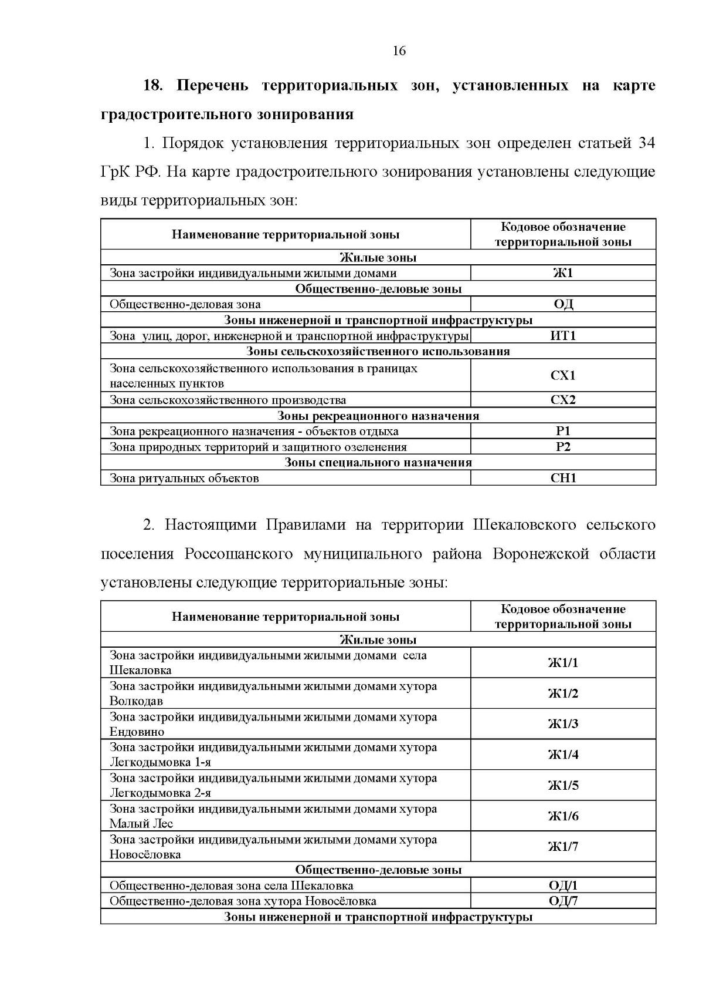 16
18. Перечень территориальных зон, установленных на карте
градостроительного зонирования
1. Порядок установления территориальных зон определен статьей 34
ГрК РФ. На карте градостроительного зонирования установлены следующие
виды территориальных зон:
Наименование территориальной зоны
Кодовое обозначение
территориальной зоны
Жилые зоны
Зона застройки индивидуальными жилыми домами Ж1
Общественно-деловые зоны
Общественно-деловая зона ОД
Зоны инженерной и транспортной инфраструктуры
Зона улиц, дорог, инженерной и транспортной инфраструктуры ИТ1
Зоны сельскохозяйственного использования
Зона сельскохозяйственного использования в границах
населенных пунктов
СХ1
Зона сельскохозяйственного производства СХ2
Зоны рекреационного назначения
Зона рекреационного назначения - объектов отдыха Р1
Зона природных территорий и защитного озеленения Р2
Зоны специального назначения
Зона ритуальных объектов СН1
2. Настоящими Правилами на территории Шекаловского сельского
поселения Россошанского муниципального района Воронежской области
установлены следующие территориальные зоны:
Наименование территориальной зоны
Кодовое обозначение
территориальной зоны
Жилые зоны
Зона застройки индивидуальными жилыми домами села
Шекаловка
Ж1/1
Зона застройки индивидуальными жилыми домами хутора
Волкодав
Ж1/2
Зона застройки индивидуальными жилыми домами хутора
Ендовино
Ж1/3
Зона застройки индивидуальными жилыми домами хутора
Легкодымовка 1-я
Ж1/4
Зона застройки индивидуальными жилыми домами хутора
Легкодымовка 2-я
Ж1/5
Зона застройки индивидуальными жилыми домами хутора
Малый Лес
Ж1/6
Зона застройки индивидуальными жилыми домами хутора
Новосёловка
Ж1/7
Общественно-деловые зоны
Общественно-деловая зона села Шекаловка ОД/1
Общественно-деловая зона хутора Новосёловка ОД/7
Зоны инженерной и транспортной инфраструктуры